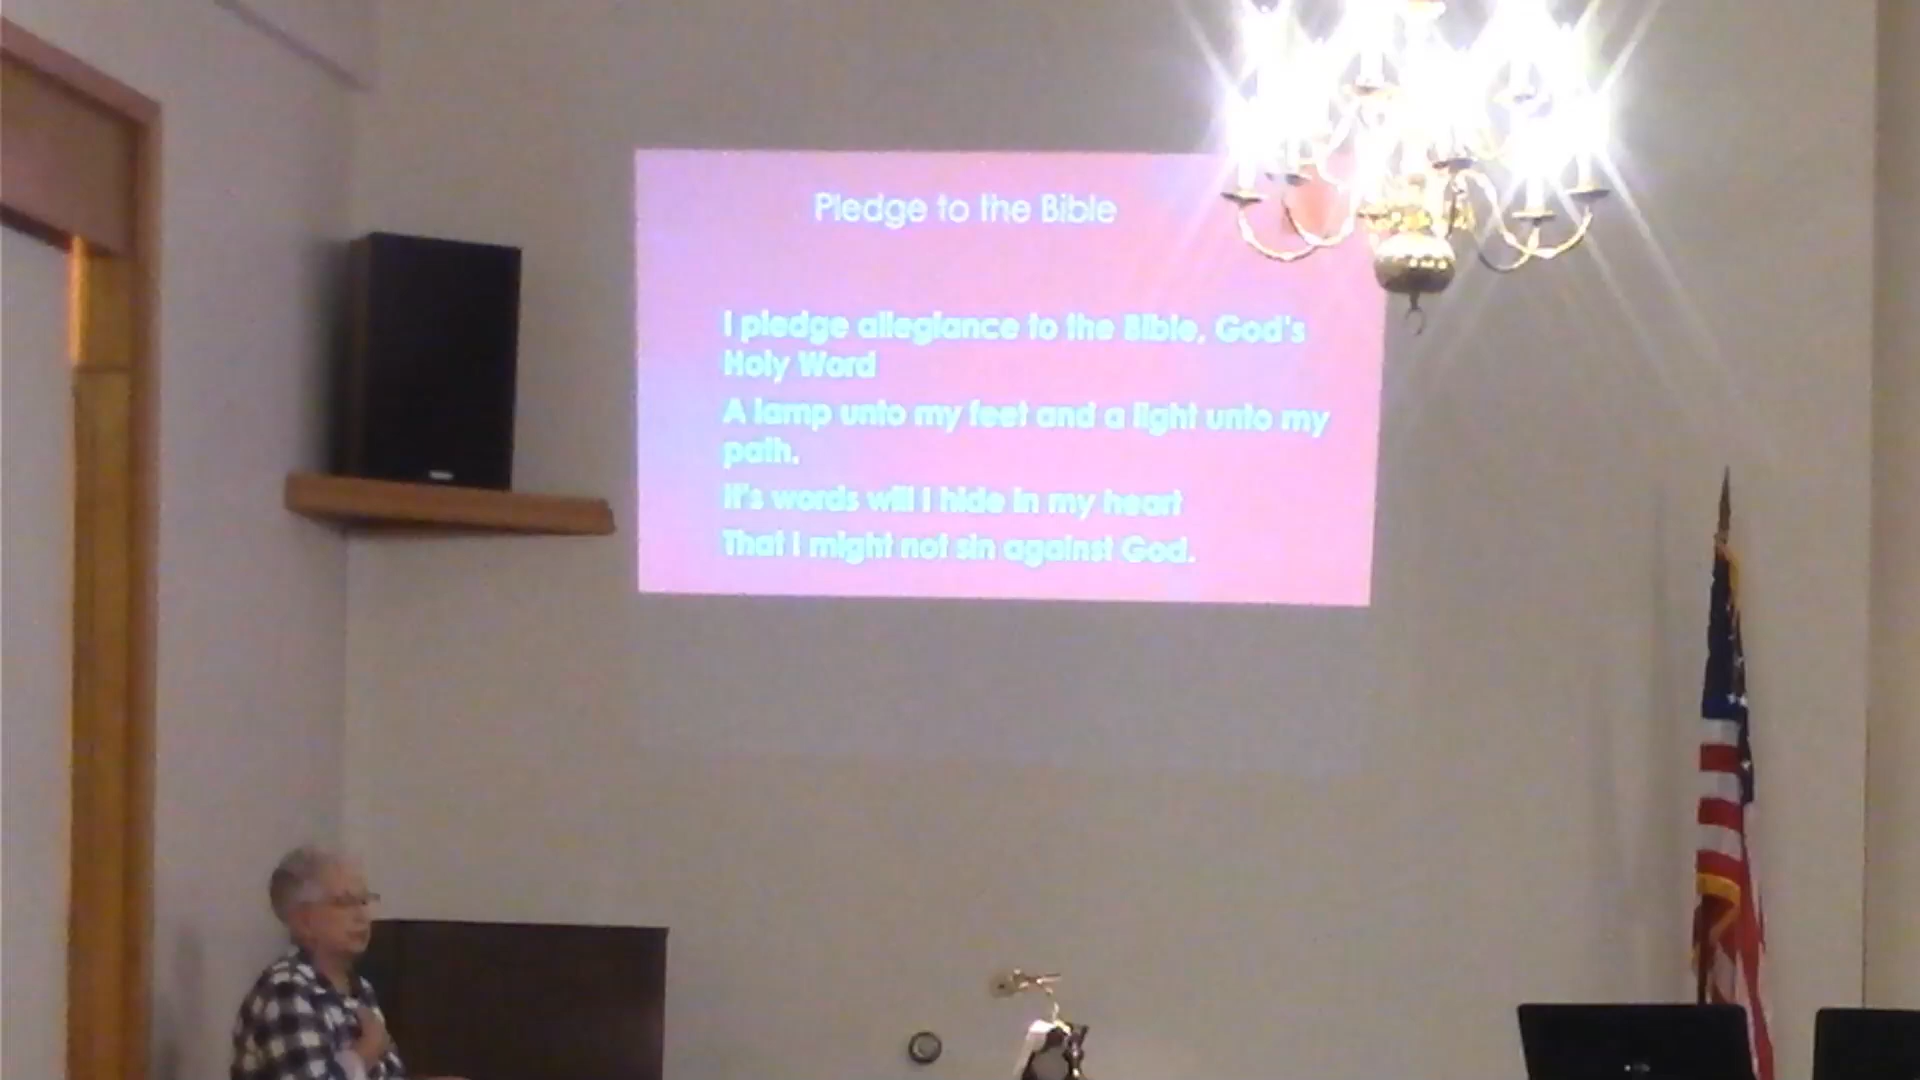 Pledge to the Bible
I pledge allegiance to the Bible, God's
Holy Word
A lamp unto my feet and a light unto my
path.
It's words will I hide in my heart
That I might not sin against God.